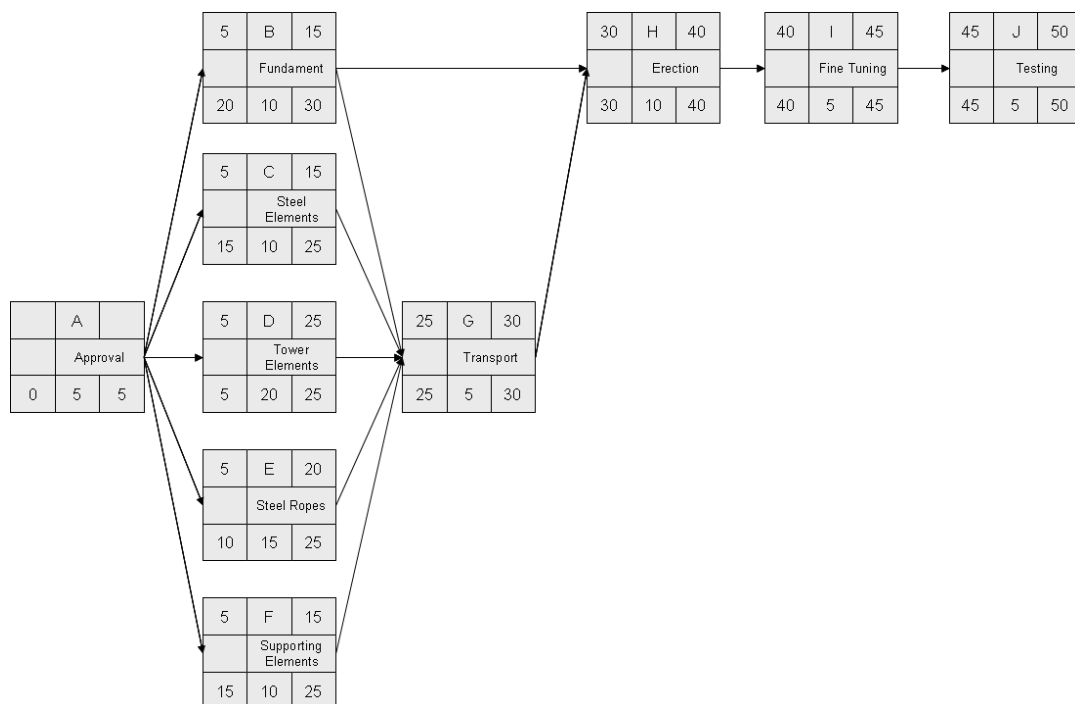 5 B 15
Fundament
20 10 30
30 H 40
Erection
30 10 40
40 I 45
Fine Tuning
40 5 45
45 J 50
Testing
45 5 50
5 C 15
Steel
Elements
15 10 25
A
Approval
0 5 5
5 D 25
Tower
Elements
5 20 25
25 G 30
Transport
25 5 30
5 E 20
Steel Ropes
10 15 25
5 F 15
Supporting
Elements
15 10 25